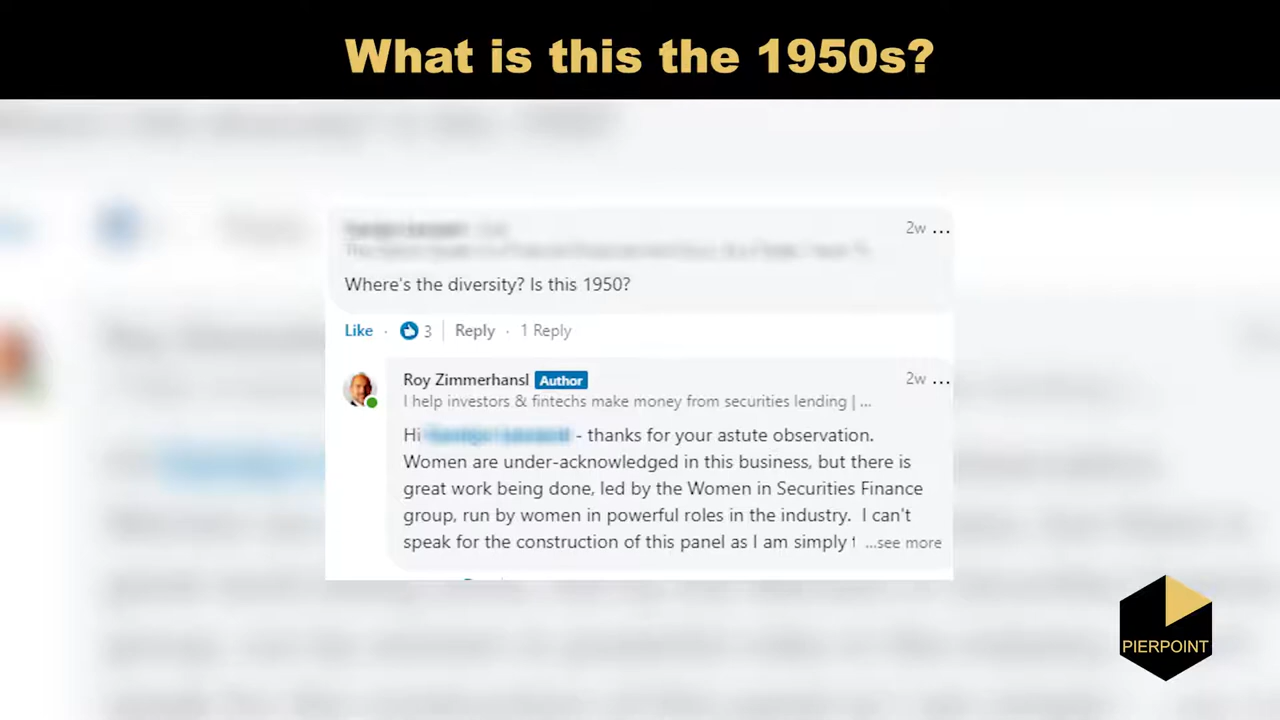 What is this the 1950s?
2w ...
Where's the diversity? Is this 1950?
Like · 3 Reply · 1 Reply
Roy Zimmerhansl Author 2w ...
I help investors & fintechs make money from securities lending | ...
Hi - thanks for your astute observation.
Women are under-acknowledged in this business, but there is
great work being done, led by the Women in Securities Finance
group, run by women in powerful roles in the industry. I can't
speak for the construction of this panel as I am simply ...see more
PIERPOINT